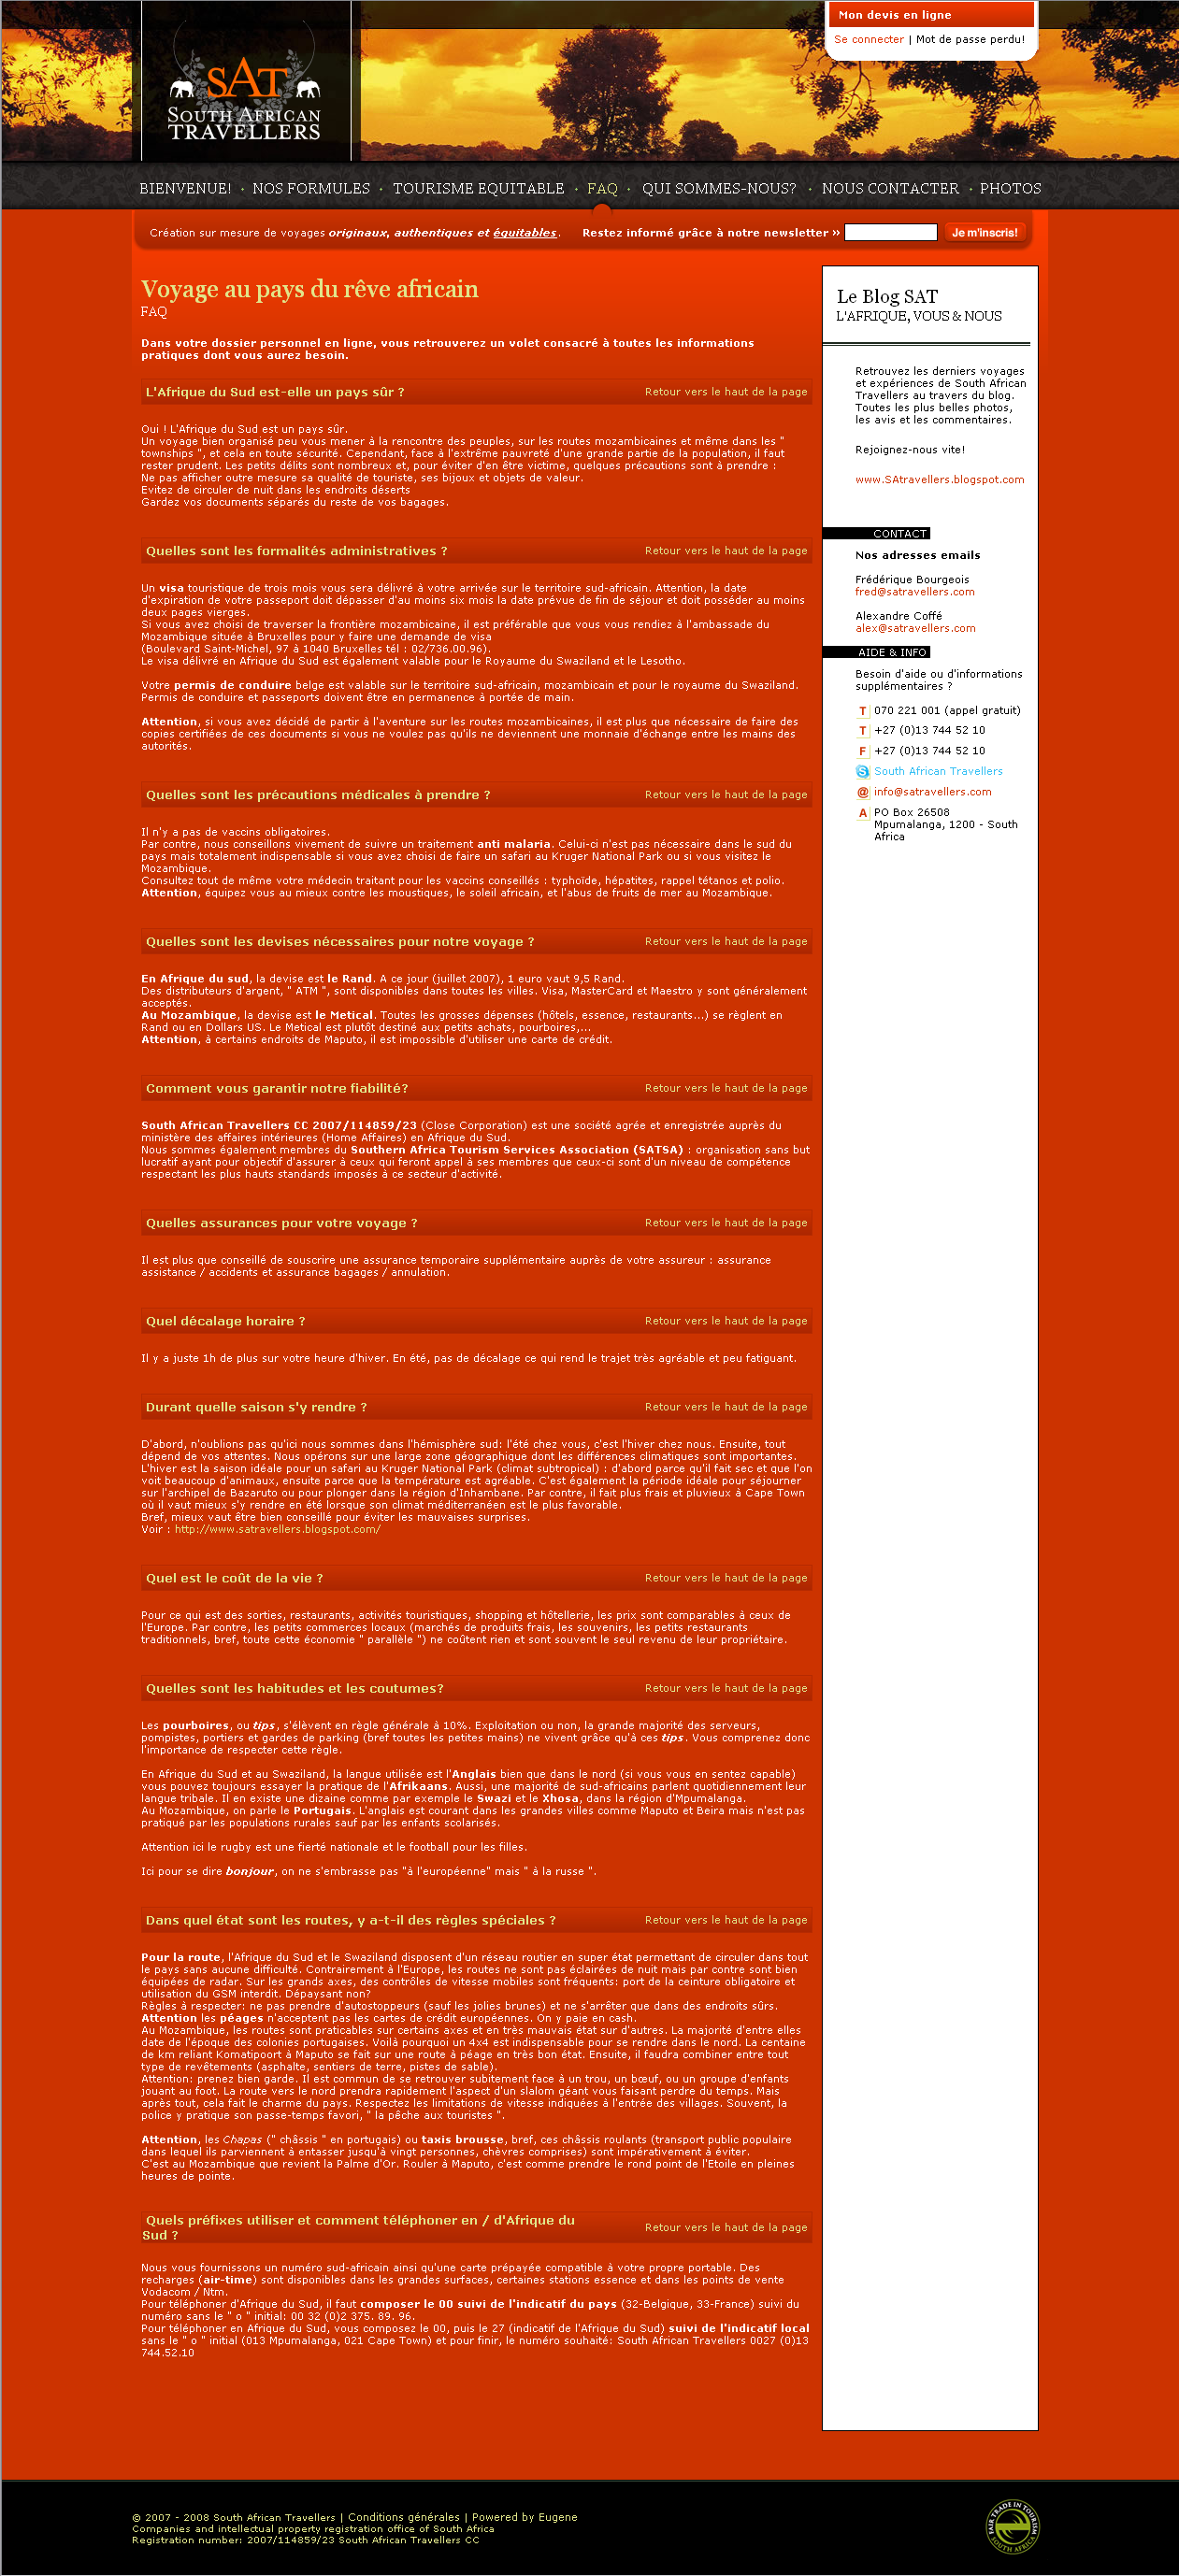 Mon devis en ligne
Se connecter | Mot de passe perdu!
SAT
SOUTH AFRICAN
TRAVELLERS
BIENVENUE! • NOS FORMULES • TOURISME EQUITABLE • FAQ • QUI SOMMES-NOUS? • NOUS CONTACTER • PHOTOS
Création sur mesure de voyages originaux, authentiques et équitables. Restez informé grâce à notre newsletter » Je m'inscris!
Voyage au pays du rêve africain
FAQ
Dans votre dossier personnel en ligne, vous retrouverez un volet consacré à toutes les informations
pratiques dont vous aurez besoin.
L'Afrique du Sud est-elle un pays sûr ? Retour vers le haut de la page
Oui ! L'Afrique du Sud est un pays sûr.
Un voyage bien organisé peu vous mener à la rencontre des peuples, sur les routes mozambicaines et même dans les "
townships ", et cela en toute sécurité. Cependant, face à l'extrême pauvreté d'une grande partie de la population, il faut
rester prudent. Les petits délits sont nombreux et, pour éviter d'en être victime, quelques précautions sont à prendre :
Ne pas afficher outre mesure sa qualité de touriste, ses bijoux et objets de valeur.
Evitez de circuler de nuit dans les endroits déserts
Gardez vos documents séparés du reste de vos bagages.
Quelles sont les formalités administratives ? Retour vers le haut de la page
Un visa touristique de trois mois vous sera délivré à votre arrivée sur le territoire sud-africain. Attention, la date
d'expiration de votre passeport doit dépasser d'au moins six mois la date prévue de fin de séjour et doit posséder au moins
deux pages vierges.
Si vous avez choisi de traverser la frontière mozambicaine, il est préférable que vous vous rendiez à l'ambassade du
Mozambique située à Bruxelles pour y faire une demande de visa
(Boulevard Saint-Michel, 97 à 1040 Bruxelles tél : 02/736.00.96).
Le visa délivré en Afrique du Sud est également valable pour le Royaume du Swaziland et le Lesotho.
Votre permis de conduire belge est valable sur le territoire sud-africain, mozambicain et pour le royaume du Swaziland.
Permis de conduire et passeports doivent être en permanence à portée de main.
Attention, si vous avez décidé de partir à l'aventure sur les routes mozambicaines, il est plus que nécessaire de faire des
copies certifiées de ces documents si vous ne voulez pas qu'ils ne deviennent une monnaie d'échange entre les mains des
autorités.
Quelles sont les précautions médicales à prendre ? Retour vers le haut de la page
Il n'y a pas de vaccins obligatoires.
Par contre, nous conseillons vivement de suivre un traitement anti malaria. Celui-ci n'est pas nécessaire dans le sud du
pays mais totalement indispensable si vous avez choisi de faire un safari au Kruger National Park ou si vous visitez le
Mozambique.
Consultez tout de même votre médecin traitant pour les vaccins conseillés : typhoïde, hépatites, rappel tétanos et polio.
Attention, équipez vous au mieux contre les moustiques, le soleil africain, et l'abus de fruits de mer au Mozambique.
Quelles sont les devises nécessaires pour notre voyage ? Retour vers le haut de la page
En Afrique du sud, la devise est le Rand. A ce jour (juillet 2007), 1 euro vaut 9,5 Rand.
Des distributeurs d'argent, " ATM ", sont disponibles dans toutes les villes. Visa, MasterCard et Maestro y sont généralement
acceptés.
Au Mozambique, la devise est le Metical. Toutes les grosses dépenses (hôtels, essence, restaurants...) se règlent en
Rand ou en Dollars US. Le Metical est plutôt destiné aux petits achats, pourboires,...
Attention, à certains endroits de Maputo, il est impossible d'utiliser une carte de crédit.
Comment vous garantir notre fiabilité? Retour vers le haut de la page
South African Travellers CC 2007/114859/23 (Close Corporation) est une société agrée et enregistrée auprès du
ministère des affaires intérieures (Home Affaires) en Afrique du Sud.
Nous sommes également membres du Southern Africa Tourism Services Association (SATSA) : organisation sans but
lucratif ayant pour objectif d'assurer à ceux qui feront appel à ses membres que ceux-ci sont d'un niveau de compétence
respectant les plus hauts standards imposés à ce secteur d'activité.
Quelles assurances pour votre voyage ? Retour vers le haut de la page
Il est plus que conseillé de souscrire une assurance temporaire supplémentaire auprès de votre assureur : assurance
assistance / accidents et assurance bagages / annulation.
Quel décalage horaire ? Retour vers le haut de la page
Il y a juste 1h de plus sur votre heure d'hiver. En été, pas de décalage ce qui rend le trajet très agréable et peu fatiguant.
Durant quelle saison s'y rendre ? Retour vers le haut de la page
D'abord, n'oublions pas qu'ici nous sommes dans l'hémisphère sud: l'été chez vous, c'est l'hiver chez nous. Ensuite, tout
dépend de vos attentes. Nous opérons sur une large zone géographique dont les différences climatiques sont importantes.
L'hiver est la saison idéale pour un safari au Kruger National Park (climat subtropical) : d'abord parce qu'il fait sec et que l'on
voit beaucoup d'animaux, ensuite parce que la température est agréable. C'est également la période idéale pour séjourner
sur l'archipel de Bazaruto ou pour plonger dans la région d'Inhambane. Par contre, il fait plus frais et pluvieux à Cape Town
où il vaut mieux s'y rendre en été lorsque son climat méditerranéen est le plus favorable.
Bref, mieux vaut être bien conseillé pour éviter les mauvaises surprises.
Voir : http://www.satravellers.blogspot.com/
Quel est le coût de la vie ? Retour vers le haut de la page
Pour ce qui est des sorties, restaurants, activités touristiques, shopping et hôtellerie, les prix sont comparables à ceux de
l'Europe. Par contre, les petits commerces locaux (marchés de produits frais, les souvenirs, les petits restaurants
traditionnels, bref, toute cette économie " parallèle ") ne coûtent rien et sont souvent le seul revenu de leur propriétaire.
Quelles sont les habitudes et les coutumes? Retour vers le haut de la page
Les pourboires, ou tips, s'élèvent en règle générale à 10%. Exploitation ou non, la grande majorité des serveurs,
pompistes, portiers et gardes de parking (bref toutes les petites mains) ne vivent grâce qu'à ces tips. Vous comprenez donc
l'importance de respecter cette règle.
En Afrique du Sud et au Swaziland, la langue utilisée est l'Anglais bien que dans le nord (si vous vous en sentez capable)
vous pouvez toujours essayer la pratique de l'Afrikaans. Aussi, une majorité de sud-africains parlent quotidiennement leur
langue tribale. Il en existe une dizaine comme par exemple le Swazi et le Xhosa, dans la région d'Mpumalanga.
Au Mozambique, on parle le Portugais. L'anglais est courant dans les grandes villes comme Maputo et Beira mais n'est pas
pratiqué par les populations rurales sauf par les enfants scolarisés.
Attention ici le rugby est une fierté nationale et le football pour les filles.
Ici pour se dire bonjour, on ne s'embrasse pas "à l'européenne" mais " à la russe ".
Dans quel état sont les routes, y a-t-il des règles spéciales ? Retour vers le haut de la page
Pour la route, l'Afrique du Sud et le Swaziland disposent d'un réseau routier en super état permettant de circuler dans tout
le pays sans aucune difficulté. Contrairement à l'Europe, les routes ne sont pas éclairées de nuit mais par contre sont bien
équipées de radar. Sur les grands axes, des contrôles de vitesse mobiles sont fréquents: port de la ceinture obligatoire et
utilisation du GSM interdit. Dépaysant non?
Règles à respecter: ne pas prendre d'autostoppeurs (sauf les jolies brunes) et ne s'arrêter que dans des endroits sûrs.
Attention les péages n'acceptent pas les cartes de crédit européennes. On y paie en cash.
Au Mozambique, les routes sont praticables sur certains axes et en très mauvais état sur d'autres. La majorité d'entre elles
date de l'époque des colonies portugaises. Voilà pourquoi un 4x4 est indispensable pour se rendre dans le nord. La centaine
de km reliant Komatipoort à Maputo se fait sur une route à péage en très bon état. Ensuite, il faudra combiner entre tout
type de revêtements (asphalte, sentiers de terre, pistes de sable).
Attention: prenez bien garde. Il est commun de se retrouver subitement face à un trou, un bœuf, ou un groupe d'enfants
jouant au foot. La route vers le nord prendra rapidement l'aspect d'un slalom géant vous faisant perdre du temps. Mais
après tout, cela fait le charme du pays. Respectez les limitations de vitesse indiquées à l'entrée des villages. Souvent, la
police y pratique son passe-temps favori, " la pêche aux touristes ".
Attention, les Chapas (" châssis " en portugais) ou taxis brousse, bref, ces châssis roulants (transport public populaire
dans lequel ils parviennent à entasser jusqu'à vingt personnes, chèvres comprises) sont impérativement à éviter.
C'est au Mozambique que revient la Palme d'Or. Rouler à Maputo, c'est comme prendre le rond point de l'Etoile en pleines
heures de pointe.
Quels préfixes utiliser et comment téléphoner en / d'Afrique du
Sud ? Retour vers le haut de la page
Nous vous fournissons un numéro sud-africain ainsi qu'une carte prépayée compatible à votre propre portable. Des
recharges (air-time) sont disponibles dans les grandes surfaces, certaines stations essence et dans les points de vente
Vodacom / Ntm.
Pour téléphoner d'Afrique du Sud, il faut composer le 00 suivi de l'indicatif du pays (32-Belgique, 33-France) suivi du
numéro sans le " o " initial: 00 32 (0)2 375. 89. 96.
Pour téléphoner en Afrique du Sud, vous composez le 00, puis le 27 (indicatif de l'Afrique du Sud) suivi de l'indicatif local
sans le " o " initial (013 Mpumalanga, 021 Cape Town) et pour finir, le numéro souhaité: South African Travellers 0027 (0)13
744.52.10
Le Blog SAT
L'AFRIQUE, VOUS & NOUS
Retrouvez les derniers voyages
et expériences de South African
Travellers au travers du blog.
Toutes les plus belles photos,
les avis et les commentaires.
Rejoignez-nous vite!
www.SAtravellers.blogspot.com
CONTACT
Nos adresses emails
Frédérique Bourgeois
fred@satravellers.com
Alexandre Coffé
alex@satravellers.com
AIDE & INFO
Besoin d'aide ou d'informations
supplémentaires ?
T 070 221 001 (appel gratuit)
T +27 (0)13 744 52 10
F +27 (0)13 744 52 10
South African Travellers
@ info@satravellers.com
A PO Box 26508
Mpumalanga, 1200 - South
Africa
© 2007 - 2008 South African Travellers | Conditions générales | Powered by Eugene
Companies and intellectual property registration office of South Africa
Registration number: 2007/114859/23 South African Travellers CC
FAIR TRADE IN TOURISM
SOUTH AFRICA